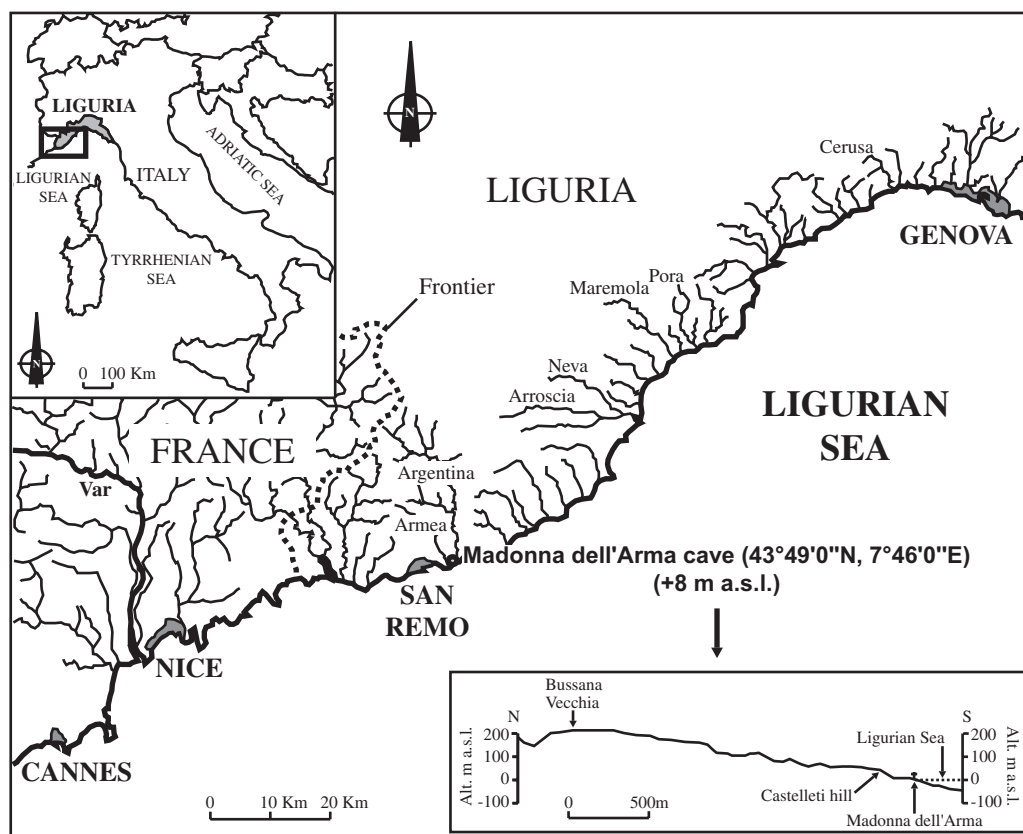 LIGURIA
ADRIATIC SEA
LIGURIAN
SEA
ITALY
TYRRHENIAN
SEA
N
0 100 Km
N
LIGURIA
Cerusa
GENOVA
Pora
Maremola
Frontier
Neva
Arroscia
LIGURIAN
SEA
FRANCE
Argentina
Var
Armea
Madonna dell'Arma cave (43°49'0"N, 7°46'0"E)
(+8 m a.s.l.)
SAN
REMO
NICE
CANNES
0 10 Km 20 Km
Bussana
Vecchia
N
S
Alt. m a.s.l.
200
100
0
-100
Ligurian Sea
200
100
0
-100
Alt. m a.s.l.
Castelleti hill
0 500m
Madonna dell'Arma